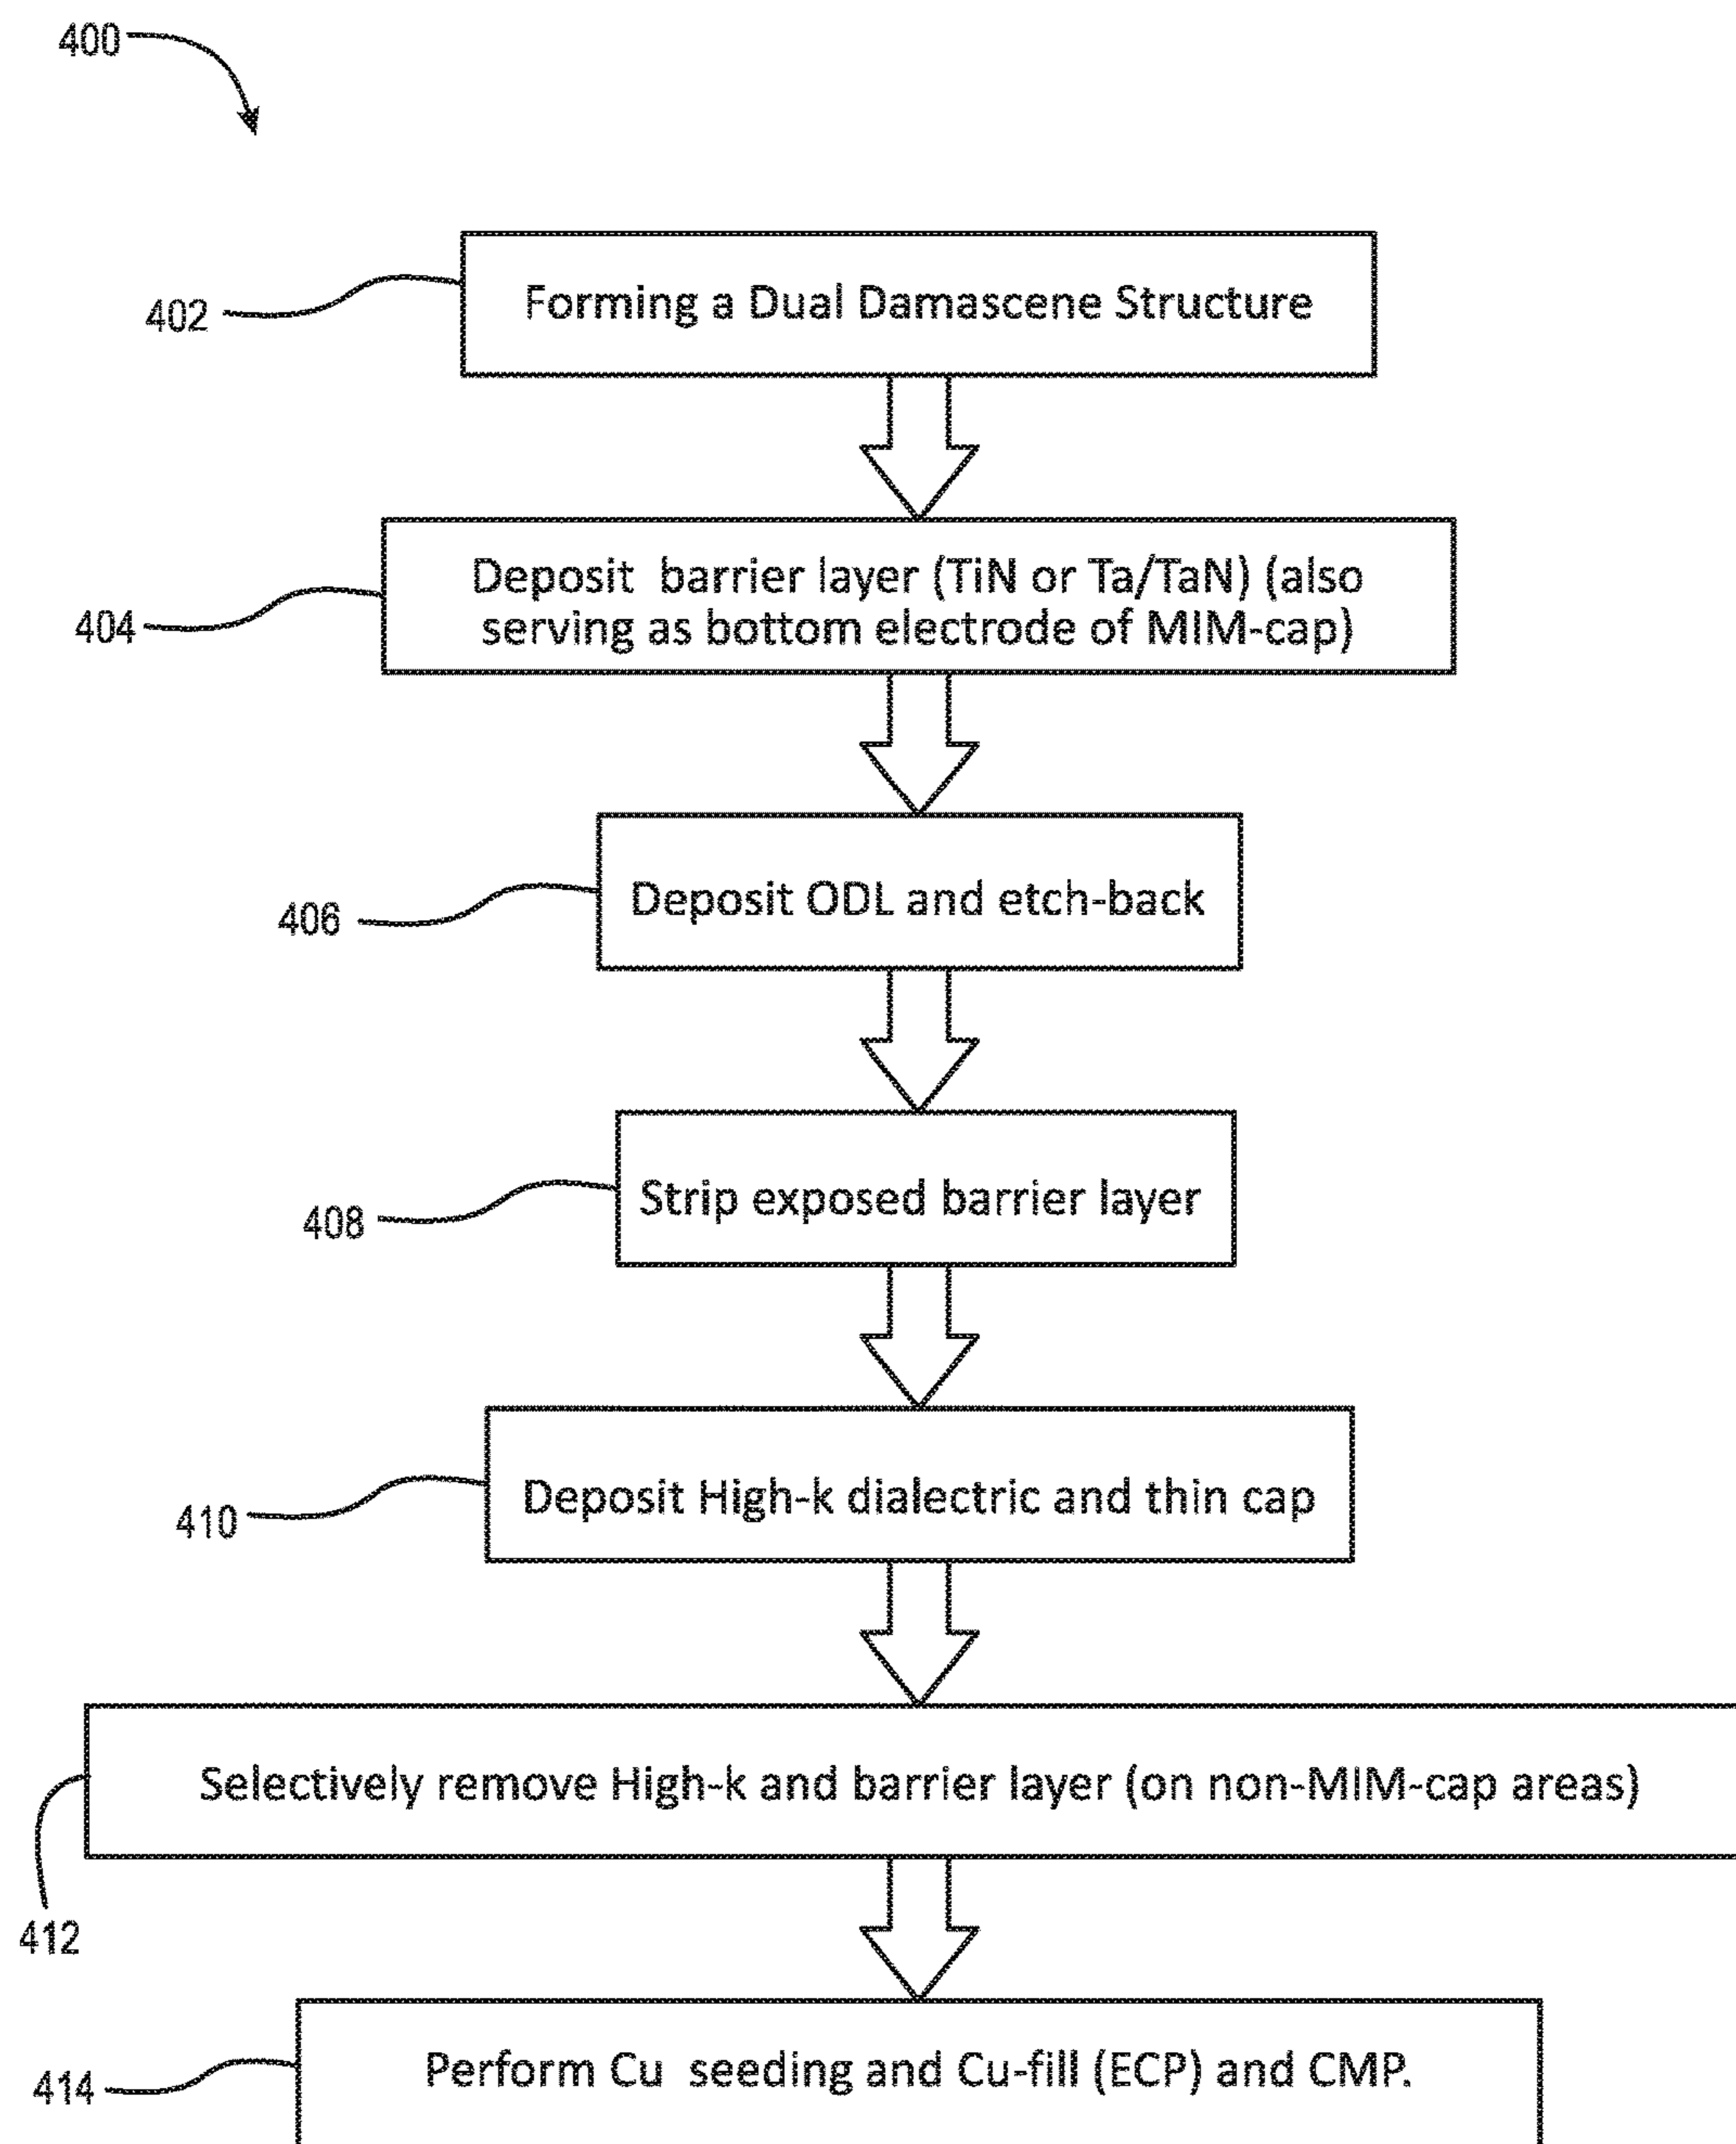 400
402
Forming a Dual Damascene Structure
404
Deposit barrier layer (TiN or Ta/TaN) (also
serving as bottom electrode of MIM-cap)
406
Deposit ODL and etch-back
408
Strip exposed barrier layer
410
Deposit High-k dialectric and thin cap
412
Selectively remove High-k and barrier layer (on non-MIM-cap areas)
414
Perform Cu seeding and Cu-fill (ECP) and CMP.